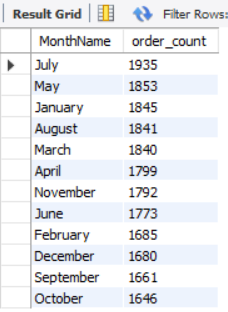 Result Grid Filter Rows:
MonthName order_count
July 1935
May 1853
January 1845
August 1841
March 1840
April 1799
November 1792
June 1773
February 1685
December 1680
September 1661
October 1646